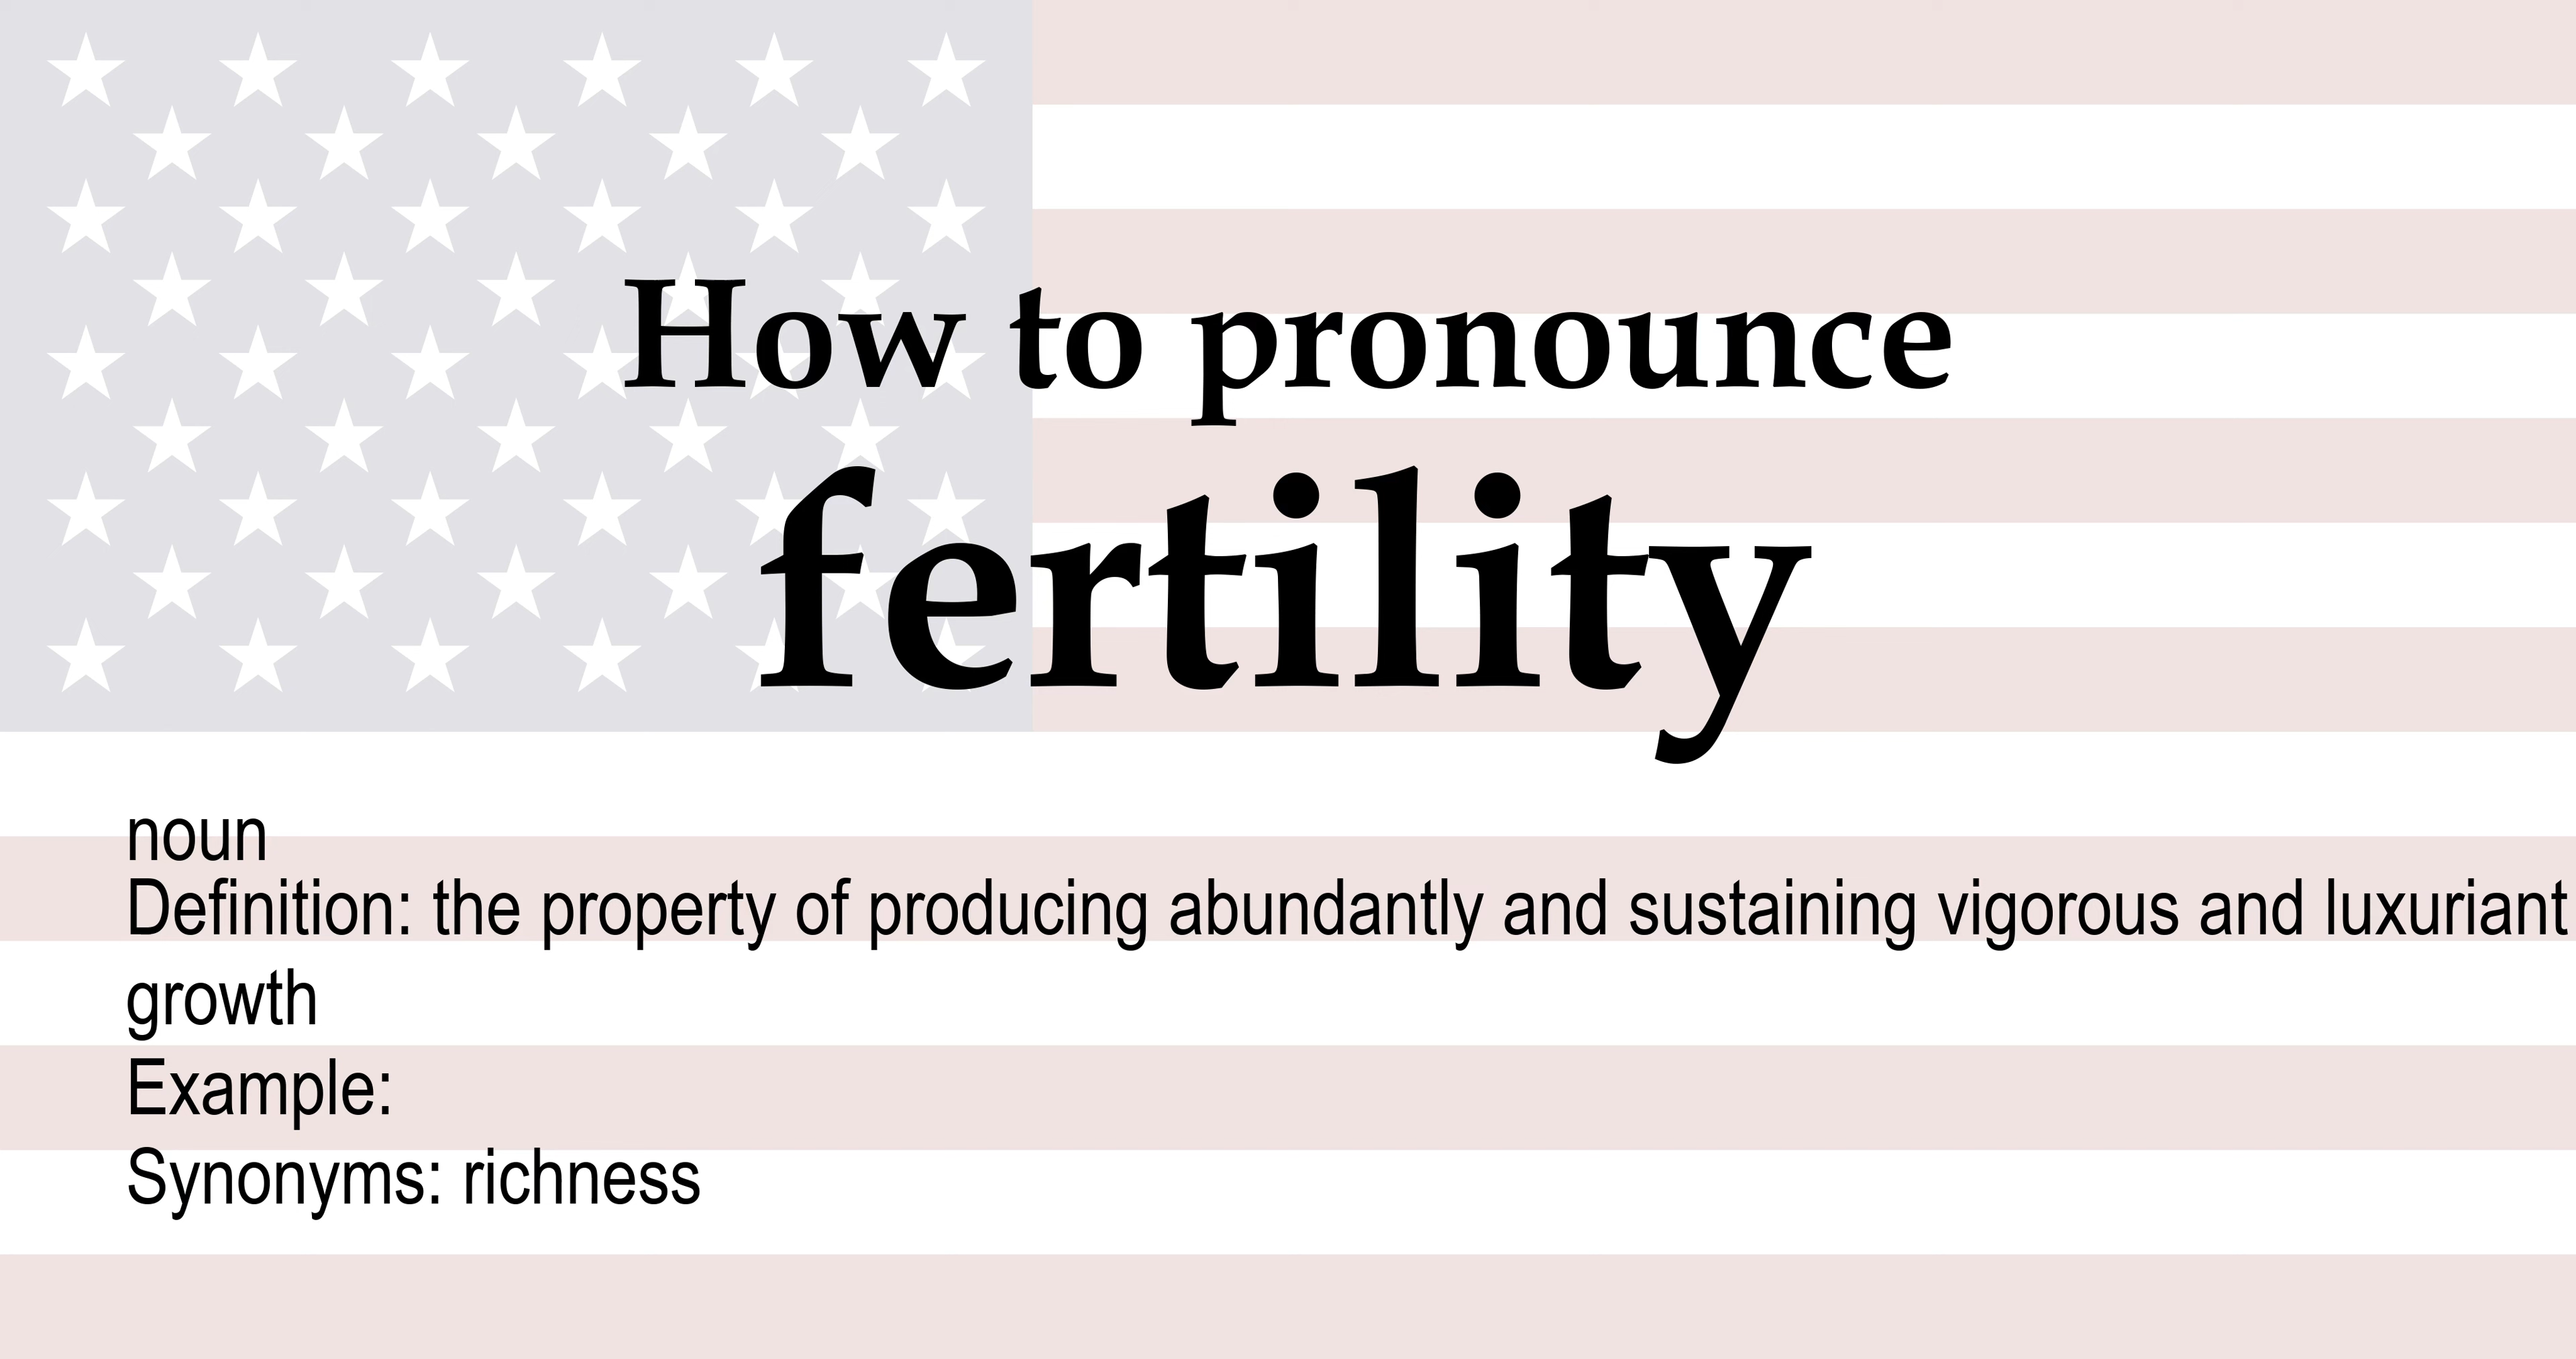 How to pronounce
fertility
noun
Definition: the property of producing abundantly and sustaining vigorous and luxuriant
growth
Example:
Synonyms: richness